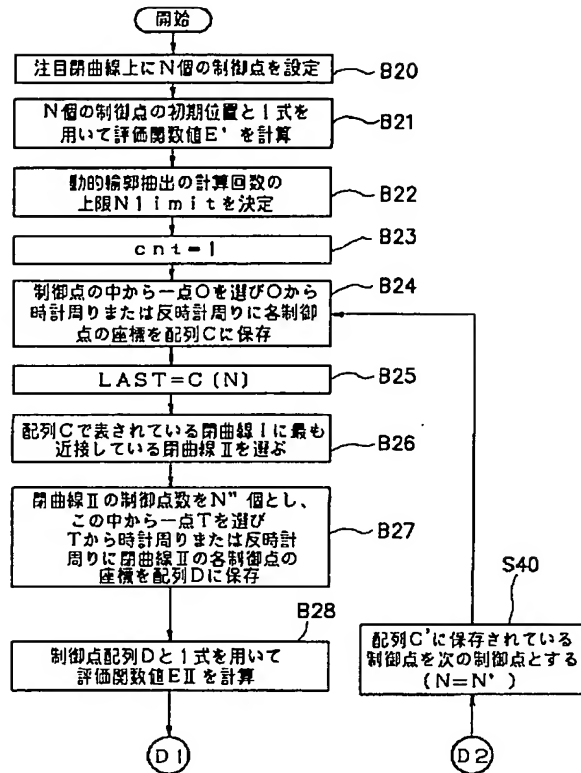 開始
注目閉曲線上にN個の制御点を設定
B20
N個の制御点の初期位置と1式を
用いて評価関数値E'を計算
B21
動的輪郭抽出の計算回数の
上限N1imitを決定
B22
cnt=1
B23
制御点の中から一点Oを選びOから
時計周りまたは反時計周りに各制御
点の座標を配列Cに保存
B24
LAST=C(N)
B25
配列Cで表されている閉曲線Iに最も
近接している閉曲線IIを選ぶ
B26
閉曲線IIの制御点数をN"個とし、
この中から一点Tを選び
Tから時計周りまたは反時計
周りに閉曲線IIの各制御点の
座標を配列Dに保存
B27
B28
制御点配列Dと1式を用いて
評価関数値EIIを計算
D1
S40
配列C'に保存されている
制御点を次の制御点とする
(N=N')
D2